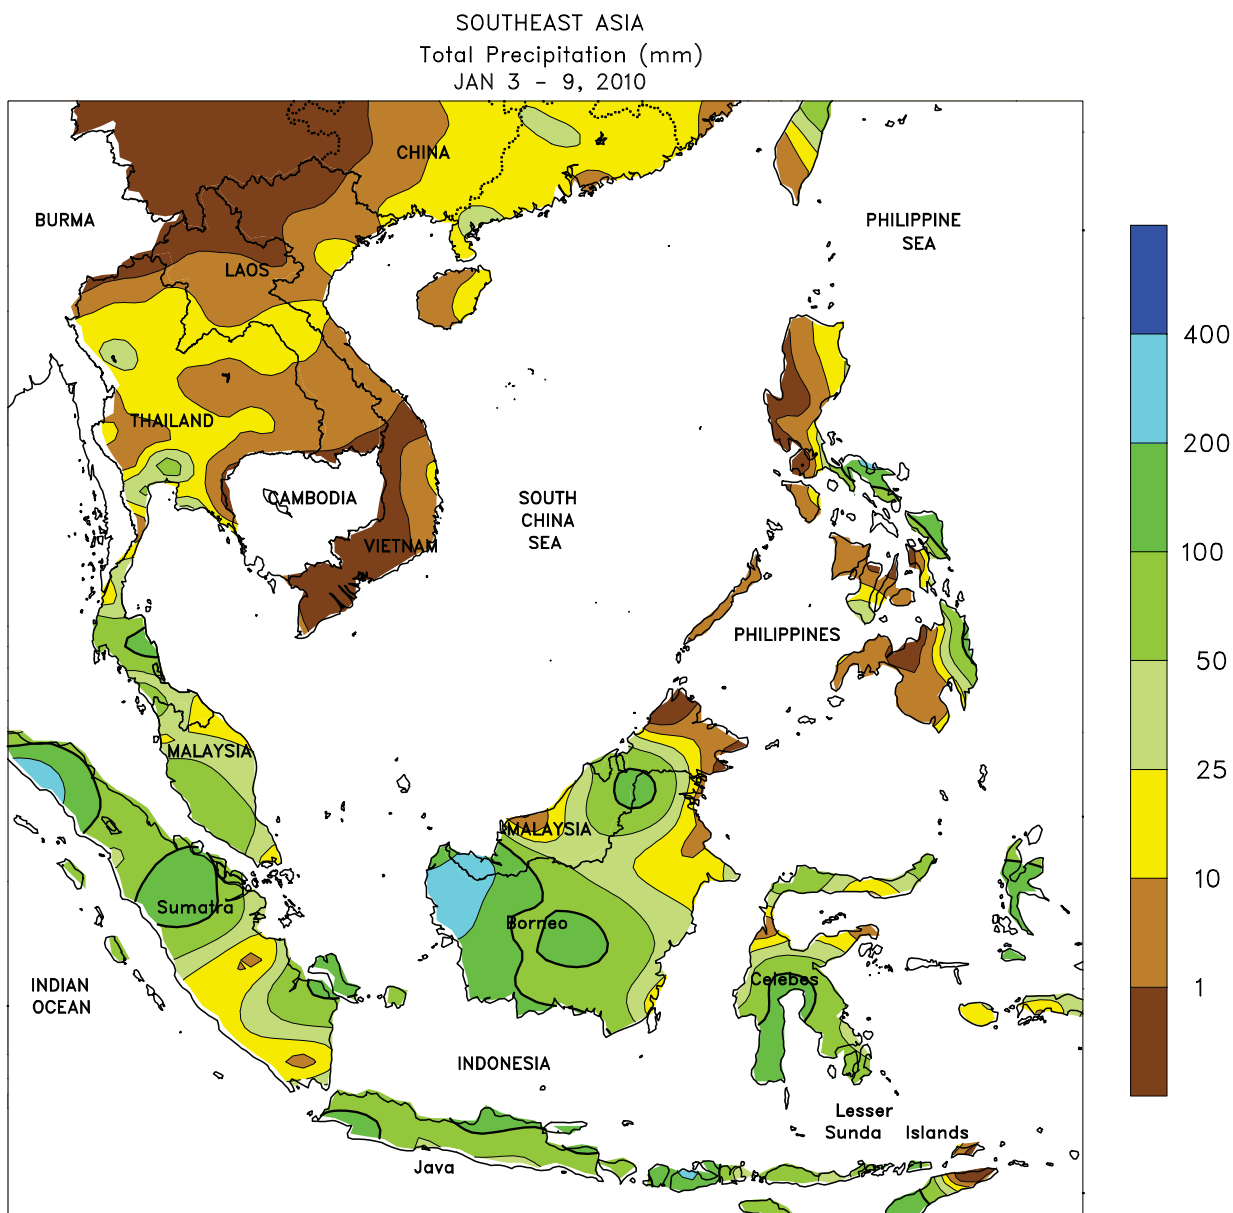 SOUTHEAST ASIA
Total Precipitation (mm)
JAN 3 - 9, 2010
CHINA
BURMA
PHILIPPINE
SEA
LAOS
THAILAND
CAMBODIA
SOUTH
CHINA
SEA
VIETNAM
PHILIPPINES
MALAYSIA
MALAYSIA
Sumatra
Borneo
Celebes
INDIAN
OCEAN
INDONESIA
Lesser
Sunda Islands
Java
400
200
100
50
25
10
1